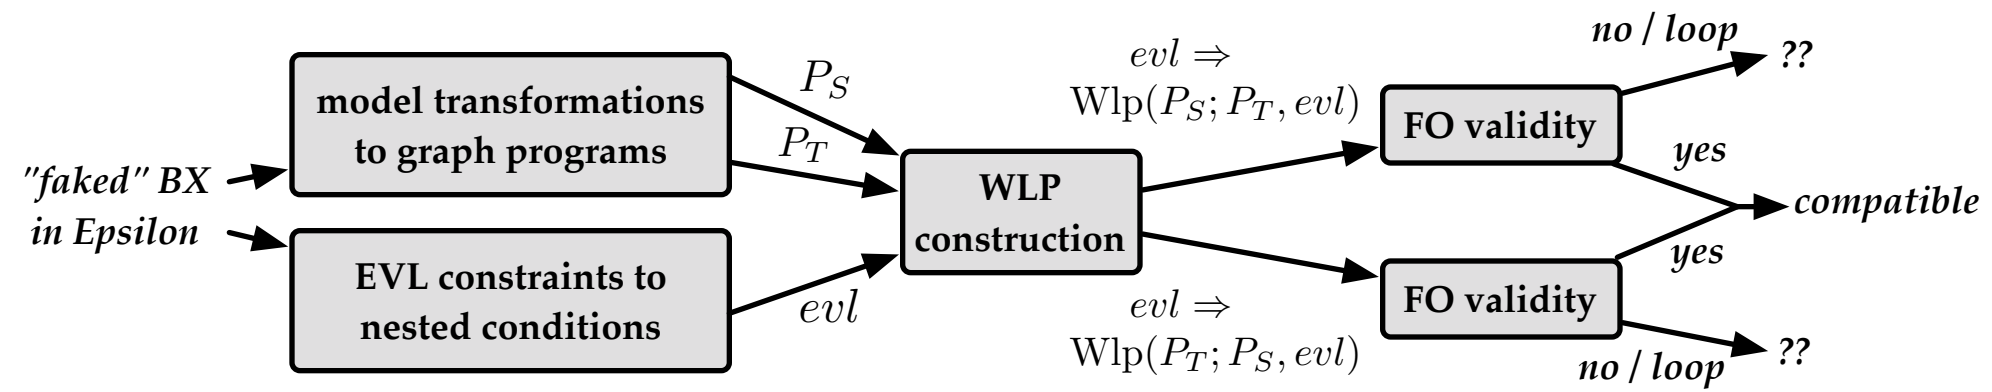 "faked" BX
in Epsilon
model transformations
to graph programs
EVL constraints to
nested conditions
P_S
P_T
evl
WLP
construction
evl ⇒
Wlp(P_S; P_T, evl)
evl ⇒
Wlp(P_T; P_S, evl)
FO validity
FO validity
no / loop
??
yes
compatible
yes
no / loop
??